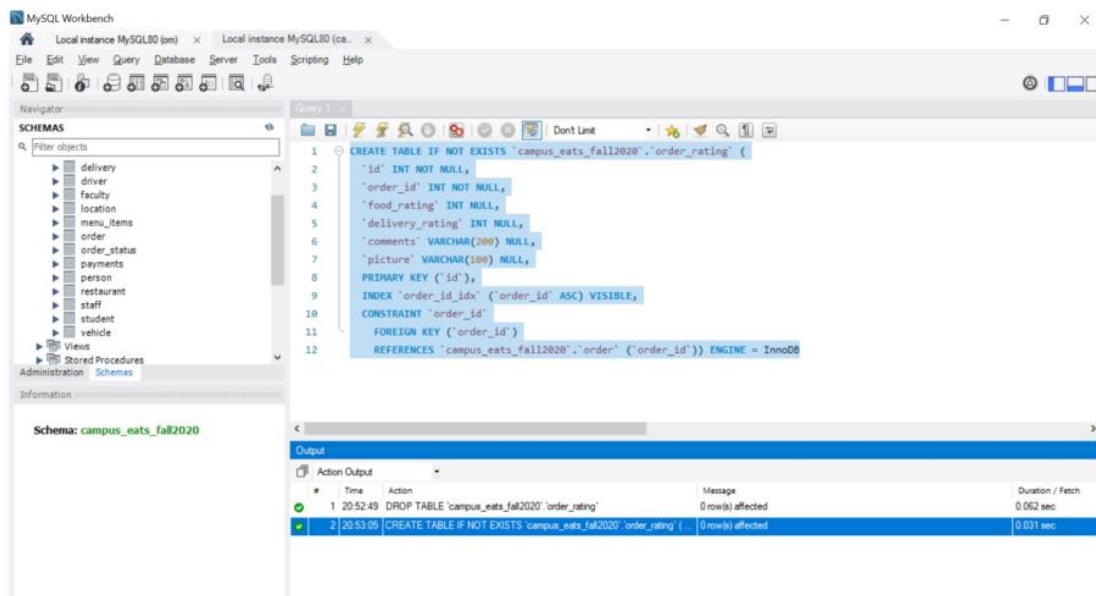 MySQL Workbench
Local instance MySQL80 (om) × Local instance MySQL80 (ca... ×
File Edit View Query Database Server Tools Scripting Help
Navigator
SCHEMAS
Filter objects
delivery
driver
faculty
location
menu_items
order
order_status
payments
person
restaurant
staff
student
vehicle
Views
Stored Procedures
Administration Schemas
Information
Schema: campus_eats_fall2020
Query 1 ×
Don't Limit
1 CREATE TABLE IF NOT EXISTS `campus_eats_fall2020`.`order_rating` (
2 `id` INT NOT NULL,
3 `order_id` INT NOT NULL,
4 `food_rating` INT NULL,
5 `delivery_rating` INT NULL,
6 `comments` VARCHAR(200) NULL,
7 `picture` VARCHAR(100) NULL,
8 PRIMARY KEY (`id`),
9 INDEX `order_id_idx` (`order_id` ASC) VISIBLE,
10 CONSTRAINT `order_id`
11 FOREIGN KEY (`order_id`)
12 REFERENCES `campus_eats_fall2020`.`order` (`order_id`)) ENGINE = InnoDB
Output
Action Output
# Time Action Message Duration / Fetch
1 20:52:49 DROP TABLE `campus_eats_fall2020`.`order_rating` 0 row(s) affected 0.062 sec
2 20:53:05 CREATE TABLE IF NOT EXISTS `campus_eats_fall2020`.`order_rating` ( ... 0 row(s) affected 0.031 sec